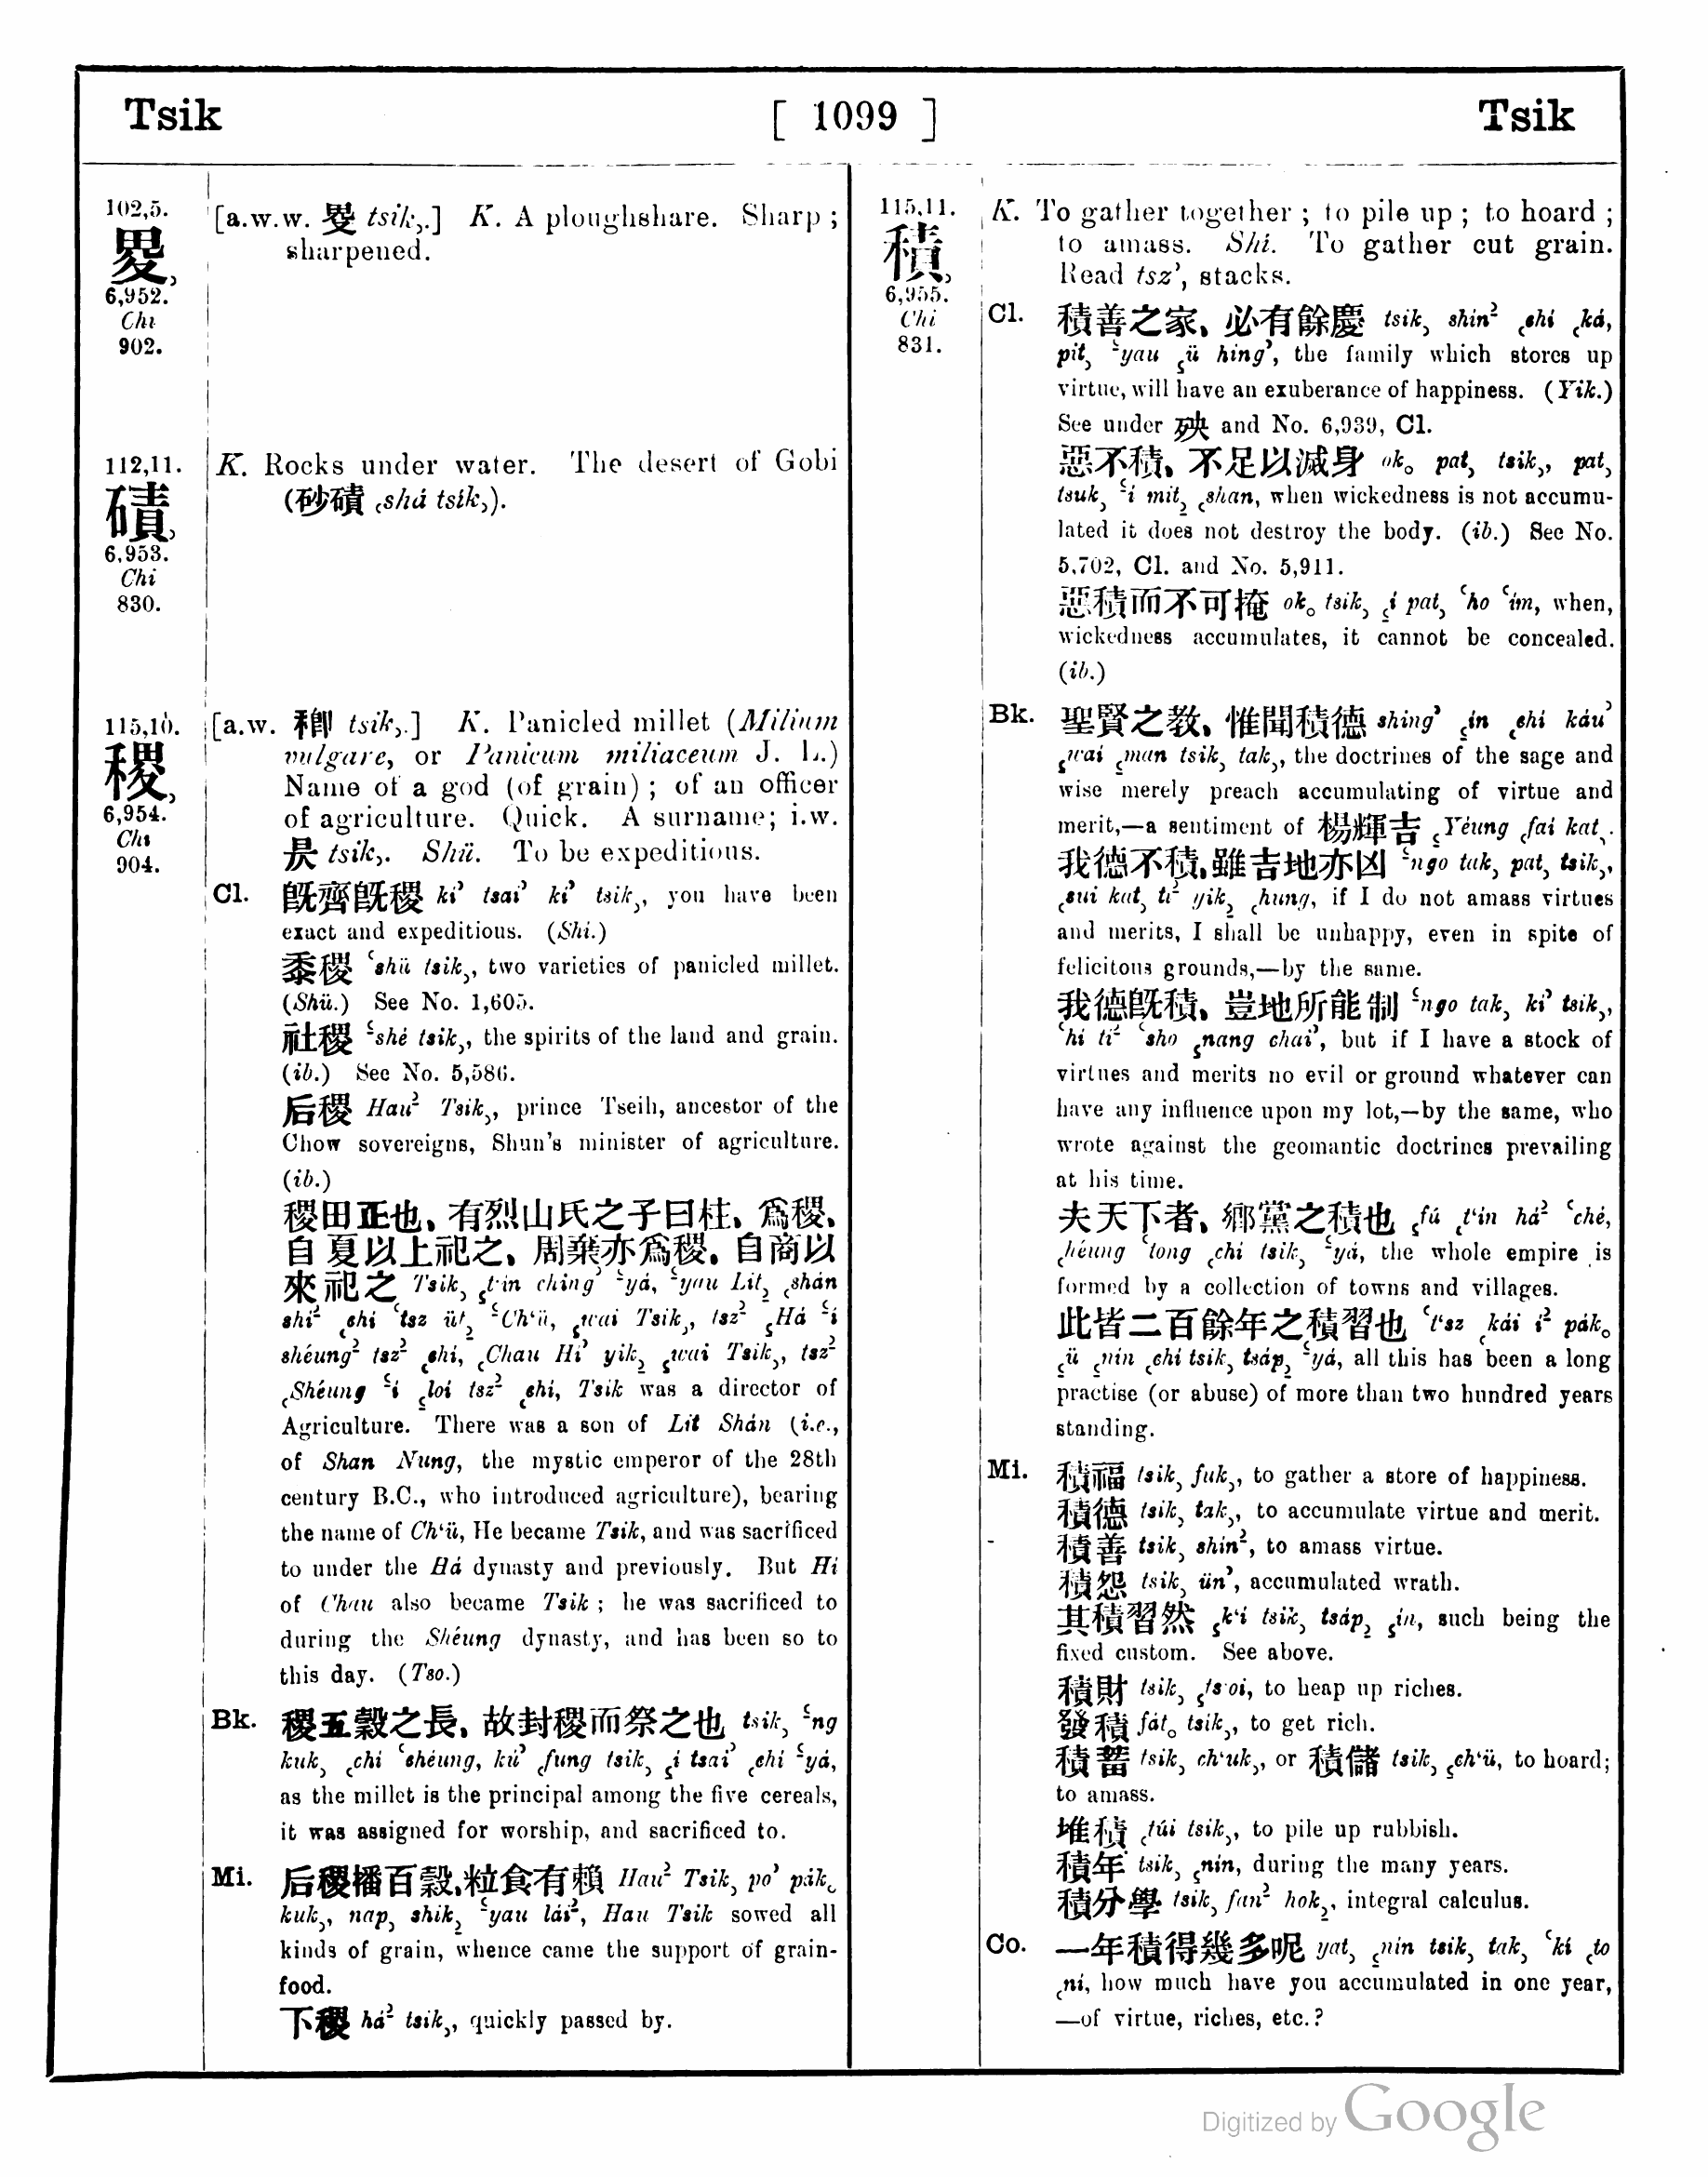 Tsik [ 1099 ] Tsik
102,5.
畟
6,952.
Chi
902.
[a.w.w. 㚇 tsik꜆.] K. A ploughshare. Sharp ;
sharpened.
112,11.
磧
6,953.
Chi
830.
K. Rocks under water. The desert of Gobi
(砂磧 ꜀shá tsik꜆).
115,10.
稷
6,954.
Chi
904.
[a.w. 䄫 tsik꜆.] K. Panicled millet (Milium
vulgare, or Panicum miliaceum J. L.)
Name of a god (of grain) ; of an officer
of agriculture. Quick. A surname; i.w.
昃 tsik꜆. Shü. To be expeditious.
Cl. 旣齊旣稷 kí꜄ tsai꜄ kí꜄ tsik꜆, you have been
exact and expeditious. (Shi.)
黍稷 ꜂shü tsik꜆, two varieties of panicled millet.
(Shü.) See No. 1,605.
社稷 ꜃shé tsik꜆, the spirits of the land and grain.
(ib.) See No. 5,586.
后稷 Hau꜅ Tsik꜆, prince Tseih, ancestor of the
Chow sovereigns, Shun's minister of agriculture.
(ib.)
稷田正也、有烈山氏之子曰柱、爲稷、
自夏以上祀之、周棄亦爲稷。自商以
來祀之 Tsik꜆ ꜁t'in ching꜄ ꜃yá, ꜃yau Lit꜇ ꜀shán
shí꜅ ꜀chí ꜂tsz üt꜇ ꜃Ch'ü, ꜁wai Tsik꜆, tsz꜅ ꜁Há ꜃í
shéung꜅ tsz꜅ ꜀chí, ꜀Chau Hí꜄ yik꜇ ꜁wai Tsik꜆, tsz꜅
꜀Shéung ꜃í ꜁loi tsz꜅ ꜀chí, Tsik was a director of
Agriculture. There was a son of Lit Shán (i.e.,
of Shan Nung, the mystic emperor of the 28th
century B.C., who introduced agriculture), bearing
the name of Ch'ü, He became Tsik, and was sacrificed
to under the Há dynasty and previously. But Hí
of Chau also became Tsik ; he was sacrificed to
during the Shéung dynasty, and has been so to
this day. (Tso.)
Bk. 稷五穀之長、故封稷而祭之也 tsik꜆ ꜃ng
kuk꜆ ꜀chí ꜂chéung, kú꜄ ꜀fung tsik꜆ ꜁í tsai꜄ ꜀chí ꜃yá,
as the millet is the principal among the five cereals,
it was assigned for worship, and sacrificed to.
Mi. 后稷播百穀、粒食有賴 Hau꜅ Tsik꜆ po꜄ pák꜀
kuk꜆, nap꜆ shik꜇ ꜃yau lái꜅, Hau Tsik sowed all
kinds of grain, whence came the support of grain-
food.
下稷 há꜅ tsik꜆, quickly passed by.
115,11.
積
6,955.
Chi
831.
K. To gather together ; to pile up ; to hoard ;
to amass. Shi. To gather cut grain.
Read tsz꜄, stacks.
Cl. 積善之家、必有餘慶 tsik꜆ shin꜅ ꜀chí ꜀ká,
pit꜆ ꜃yau ꜁ü hing꜄, the family which stores up
virtue, will have an exuberance of happiness. (Yik.)
See under 殃 and No. 6,939, Cl.
惡不積、不足以滅身 ok꜀ pat꜆ tsik꜆, pat꜆
tsuk꜆ ꜃í mit꜇ ꜀shan, when wickedness is not accumu-
lated it does not destroy the body. (ib.) See No.
5,702, Cl. and No. 5,911.
惡積而不可掩 ok꜀ tsik꜆ ꜁í pat꜆ ꜂ho ꜂im, when,
wickedness accumulates, it cannot be concealed.
(ib.)
Bk. 聖賢之教、惟聞積德 shing꜄ ꜁in ꜀chí káu꜄
꜁wai ꜁man tsik꜆ tak꜆, the doctrines of the sage and
wise merely preach accumulating of virtue and
merit,—a sentiment of 楊輝吉 ꜁Yéung ꜀fai kat꜆.
我德不積、雖吉地亦凶 ꜃ngo tak꜆ pat꜆ tsik꜆,
꜀sui kat꜆ tí꜅ yik꜇ ꜀hung, if I do not amass virtues
and merits, I shall be unhappy, even in spite of
felicitous grounds,—by the same.
我德旣積、豈地所能制 ꜃ngo tak꜆ kí꜄ tsik꜆,
꜂hí tí꜅ ꜂sho ꜁nang chai꜄, but if I have a stock of
virtues and merits no evil or ground whatever can
have any influence upon my lot,—by the same, who
wrote against the geomantic doctrines prevailing
at his time.
夫天下者、鄉黨之積也 ꜁fú ꜀t'in há꜅ ꜂ché,
꜀héung ꜂tong ꜀chí tsik꜆ ꜃yá, the whole empire is
formed by a collection of towns and villages.
此皆二百餘年之積習也 ꜂t'sz ꜀kái í꜅ pák꜀
꜁ü ꜁nin ꜀chí tsik꜆ tsáp꜇ ꜃yá, all this has been a long
practise (or abuse) of more than two hundred years
standing.
Mi. 積福 tsik꜆ fuk꜆, to gather a store of happiness.
積德 tsik꜆ tak꜆, to accumulate virtue and merit.
積善 tsik꜆ shin꜅, to amass virtue.
積怨 tsik꜆ ün꜄, accumulated wrath.
其積習然 ꜁k'í tsik꜆ tsáp꜇ ꜁in, such being the
fixed custom. See above.
積財 tsik꜆ ꜁ts'oi, to heap up riches.
發積 fát꜀ tsik꜆, to get rich.
積蓄 tsik꜆ ch'uk꜆, or 積儲 tsik꜆ ꜁ch'ü, to hoard;
to amass.
堆積 ꜀túi tsik꜆, to pile up rubbish.
積年 tsik꜆ ꜁nin, during the many years.
積分學 tsik꜆ fan꜅ hok꜇, integral calculus.
Co. 一年積得幾多呢 yat꜆ ꜁nin tsik꜆ tak꜆ ꜂kí ꜀to
꜀ní, how much have you accumulated in one year,
—of virtue, riches, etc.?
Digitized by Google